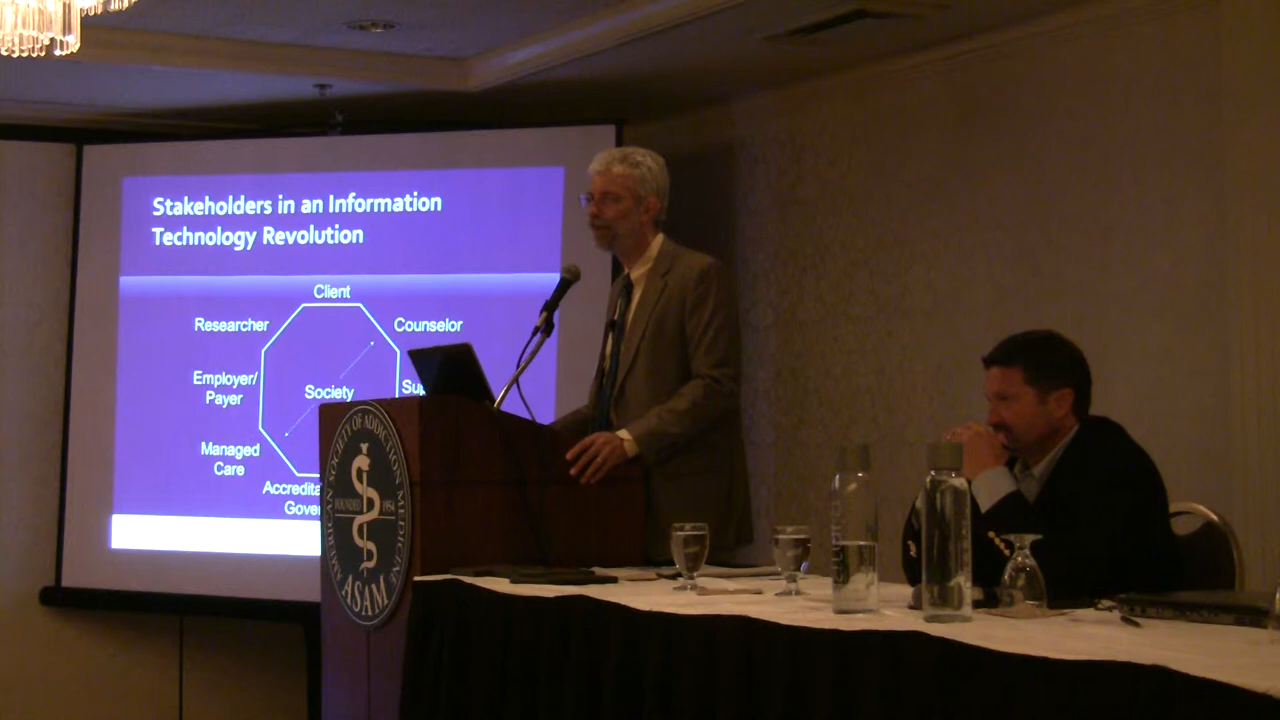 Stakeholders in an Information
Technology Revolution
Client
Researcher
Counselor
Employer/
Payer
Society
Managed
Care
AMERICAN SOCIETY OF ADDICTION MEDICINE
FOUNDED 1954
ASAM